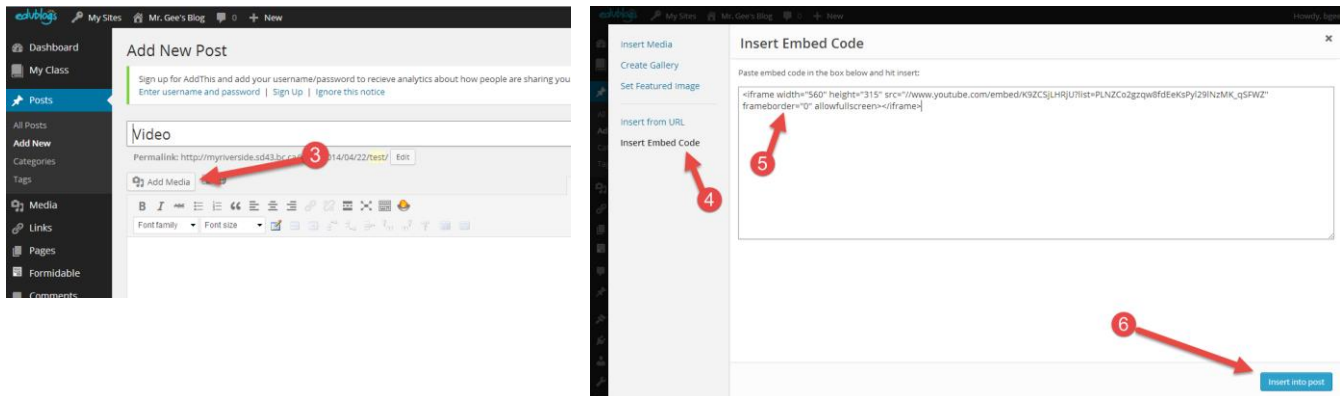 edublogs My Sites Mr. Gee's Blog 0 + New
Dashboard
My Class
Posts
All Posts
Add New
Categories
Tags
Media
Links
Pages
Formidable
Comments
Add New Post
Sign up for AddThis and add your username/password to recieve analytics about how people are sharing you
Enter username and password | Sign Up | Ignore this notice
Video
Permalink: http://myriverside.sd43.bc.ca 014/04/22/test/ Edit
3
Add Media
B I ABC
Font family Font size
edublogs My Sites Mr. Gee's Blog 0 + New Howdy, bgee
Insert Media
Create Gallery
Set Featured Image
Insert from URL
Insert Embed Code
4
Insert Embed Code
Paste embed code in the box below and hit insert:
<iframe width="560" height="315" src="//www.youtube.com/embed/K9ZCSjLHRjU?list=PLNZCo2gzqw8fdEeKsPyl29lNzMK_qSFWZ"
frameborder="0" allowfullscreen></iframe>
5
6
Insert into post